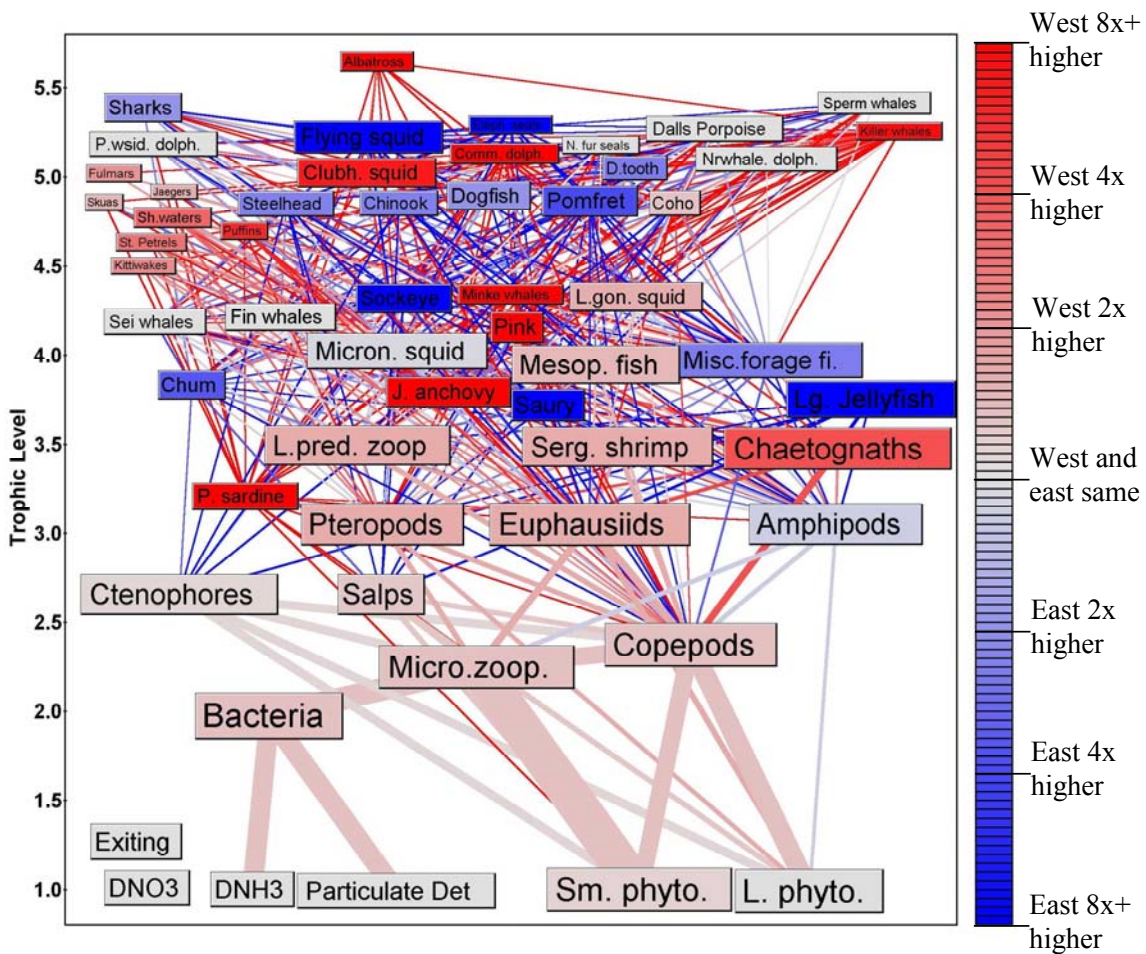 Trophic Level
5.5
5.0
4.5
4.0
3.5
3.0
2.5
2.0
1.5
1.0
Albatross
Sharks
Sperm whales
Flying squid
Dalls Porpoise
Killer whales
P.wsid. dolph.
Comm. dolph.
N. fur seals
Nrwhale. dolph.
Fulmars
Clubh. squid
D.tooth
Skuas
Jaegers
Steelhead
Chinook
Dogfish
Pomfret
Coho
Sh.waters
Puffins
St. Petrels
Kittiwakes
Sockeye
Minke whales
L.gon. squid
Sei whales
Fin whales
Pink
Micron. squid
Mesop. fish
Misc.forage fi.
Chum
J. anchovy
Saury
Lg. Jellyfish
L.pred. zoop
Serg. shrimp
Chaetognaths
P. sardine
Pteropods
Euphausiids
Amphipods
Ctenophores
Salps
Copepods
Micro.zoop.
Bacteria
Exiting
DNO3
DNH3
Particulate Det
Sm. phyto.
L. phyto.
West 8x+
higher
West 4x
higher
West 2x
higher
West and
east same
East 2x
higher
East 4x
higher
East 8x+
higher